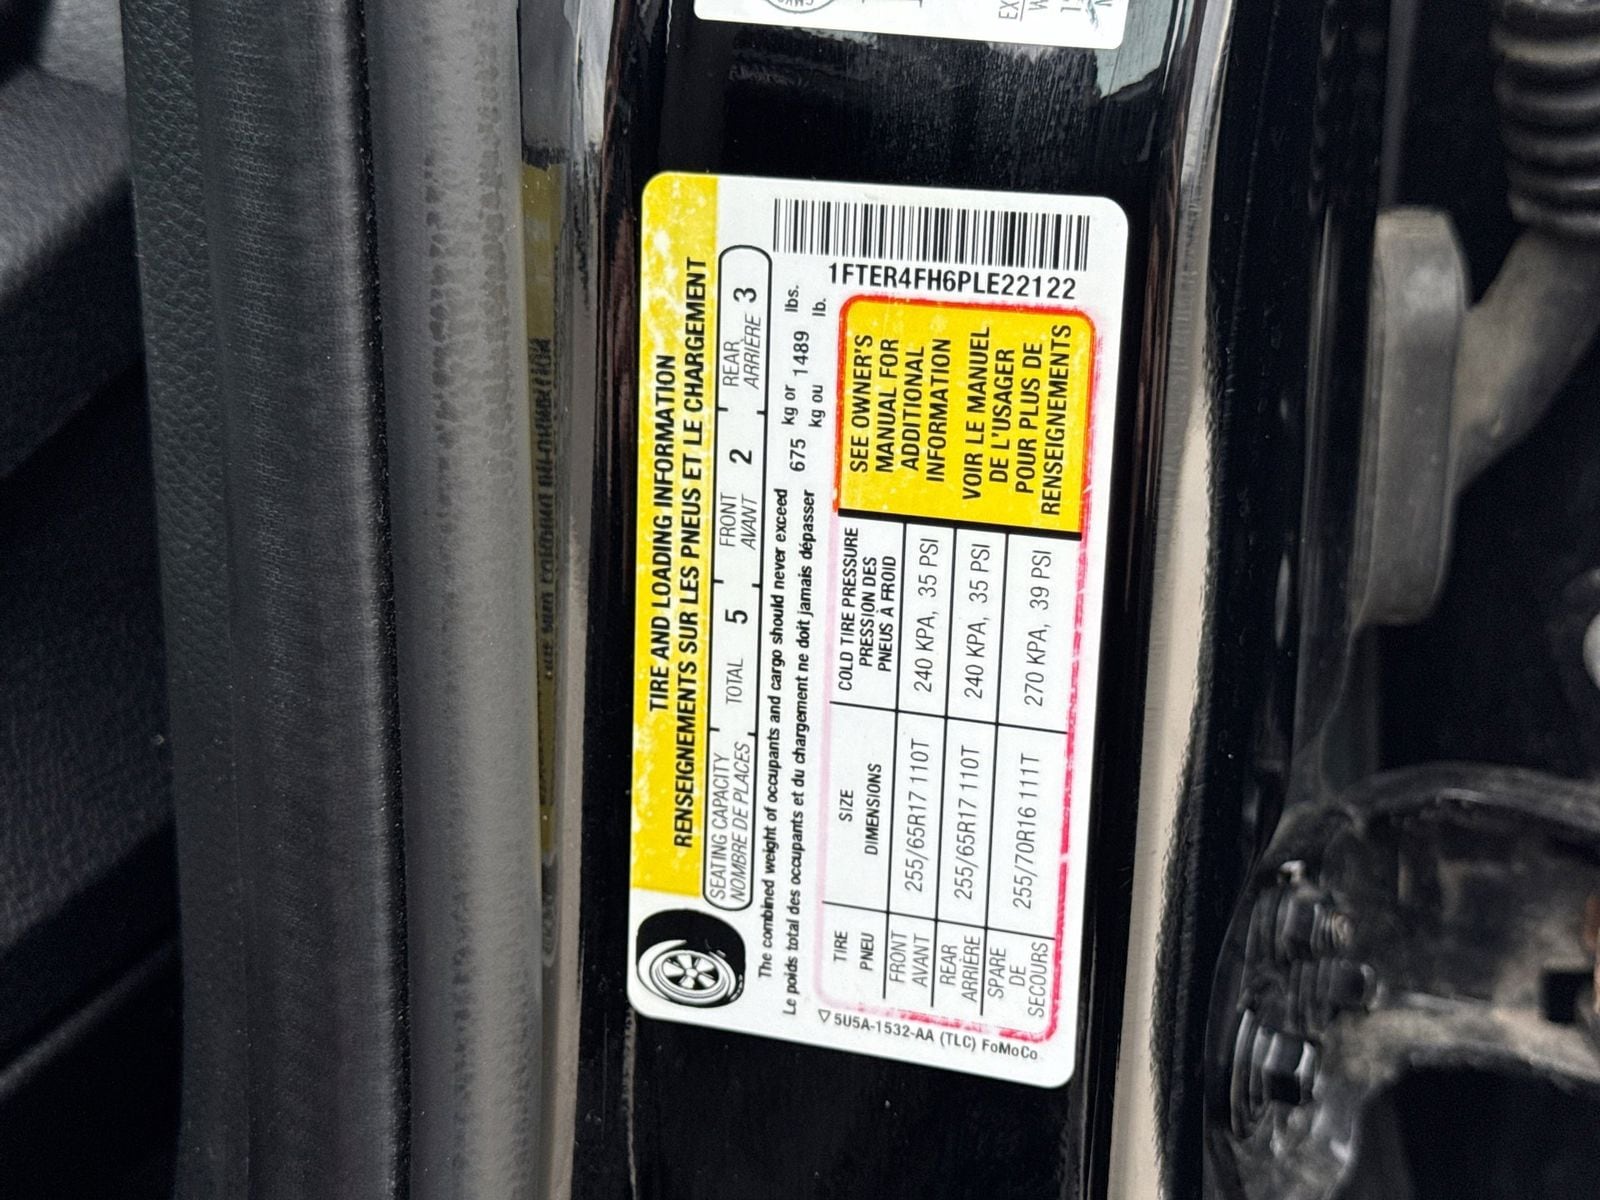 TIRE AND LOADING INFORMATION
RENSEIGNEMENTS SUR LES PNEUS ET LE CHARGEMENT
SEATING CAPACITY TOTAL 5 FRONT 2 REAR 3
NOMBRE DE PLACES AVANT ARRIÈRE
The combined weight of occupants and cargo should never exceed 675 kg or 1489 lbs.
Le poids total des occupants et du chargement ne doit jamais dépasser kg ou lb.
1FTER4FH6PLE22122
TIRE SIZE COLD TIRE PRESSURE
PNEU DIMENSIONS PRESSION DES
PNEUS À FROID
FRONT
AVANT 255/65R17 110T 240 KPA, 35 PSI
REAR
ARRIÈRE 255/65R17 110T 240 KPA, 35 PSI
SPARE
DE
SECOURS 255/70R16 111T 270 KPA, 39 PSI
SEE OWNER'S
MANUAL FOR
ADDITIONAL
INFORMATION
VOIR LE MANUEL
DE L'USAGER
POUR PLUS DE
RENSEIGNEMENTS
5U5A-1532-AA (TLC) FoMoCo